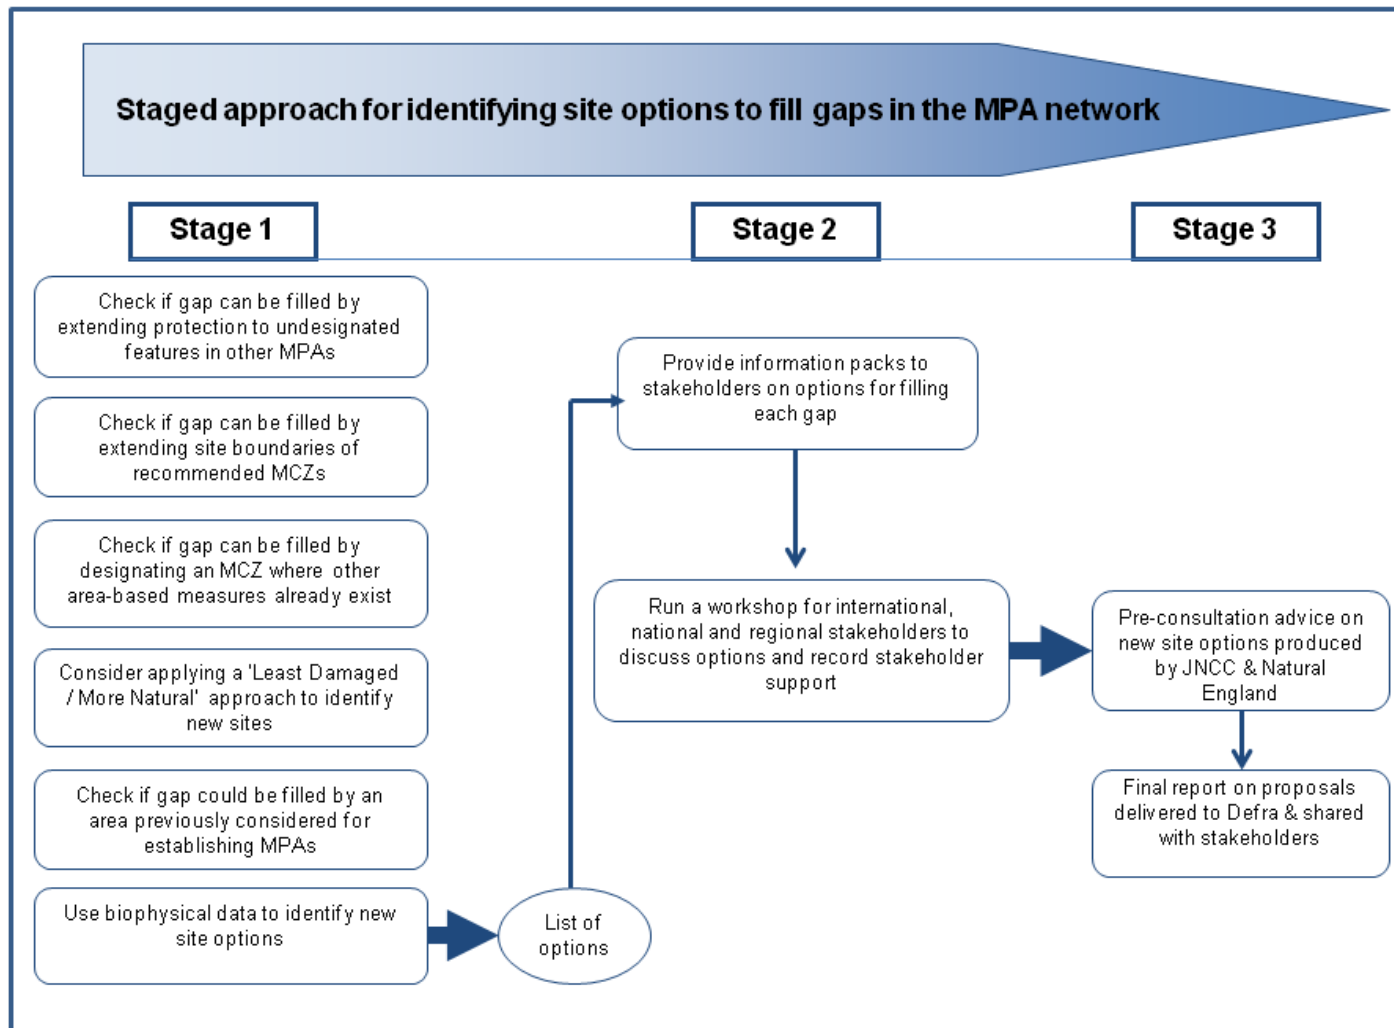 Staged approach for identifying site options to fill gaps in the MPA network
Stage 1
Stage 2
Stage 3
Check if gap can be filled by
extending protection to undesignated
features in other MPAs
Check if gap can be filled by
extending site boundaries of
recommended MCZs
Check if gap can be filled by
designating an MCZ where other
area-based measures already exist
Consider applying a 'Least Damaged
/ More Natural' approach to identify
new sites
Check if gap could be filled by an
area previously considered for
establishing MPAs
Use biophysical data to identify new
site options
List of
options
Provide information packs to
stakeholders on options for filling
each gap
Run a workshop for international,
national and regional stakeholders to
discuss options and record stakeholder
support
Pre-consultation advice on
new site options produced
by JNCC & Natural
England
Final report on proposals
delivered to Defra & shared
with stakeholders